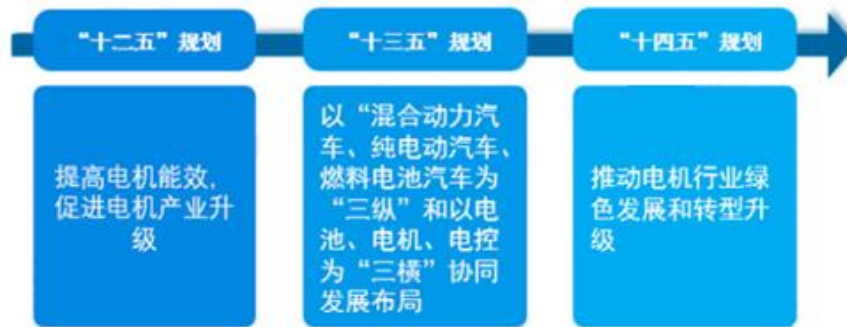 “十二五”规划
“十三五”规划
“十四五”规划
提高电机能效，
促进电机产业升
级
以“混合动力汽
车、纯电动汽车、
燃料电池汽车为
“三纵”和以电
池、电机、电控
为“三横”协同
发展布局
推动电机行业绿
色发展和转型升
级